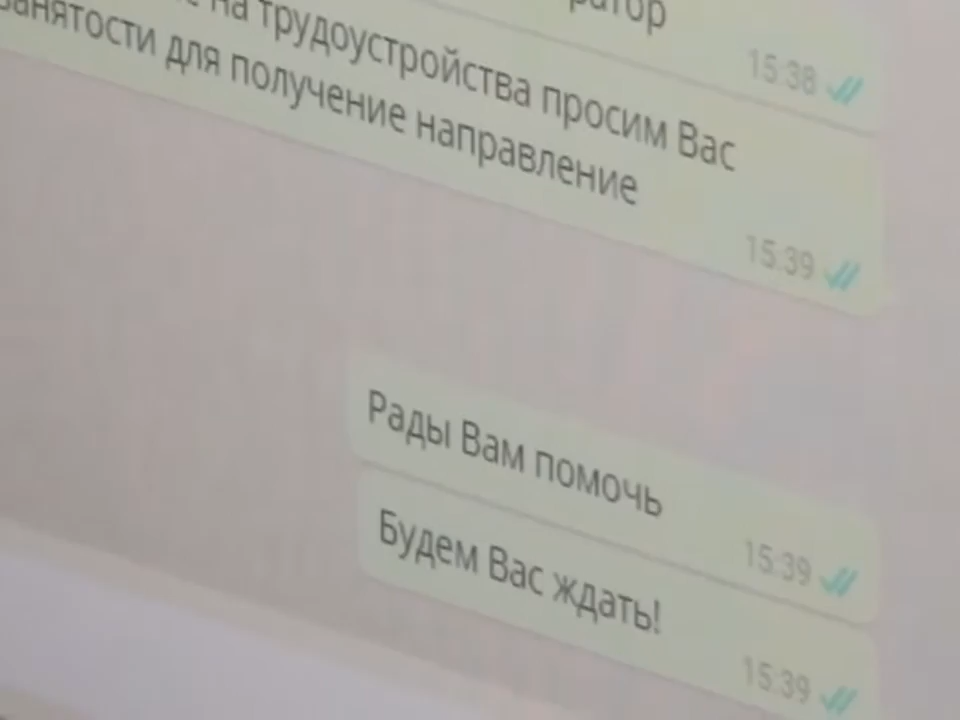 15:38
на трудоустройства просим Вас
занятости для получение направление
15:39
Рады Вам помочь
15:39
Будем Вас ждать!
15:39